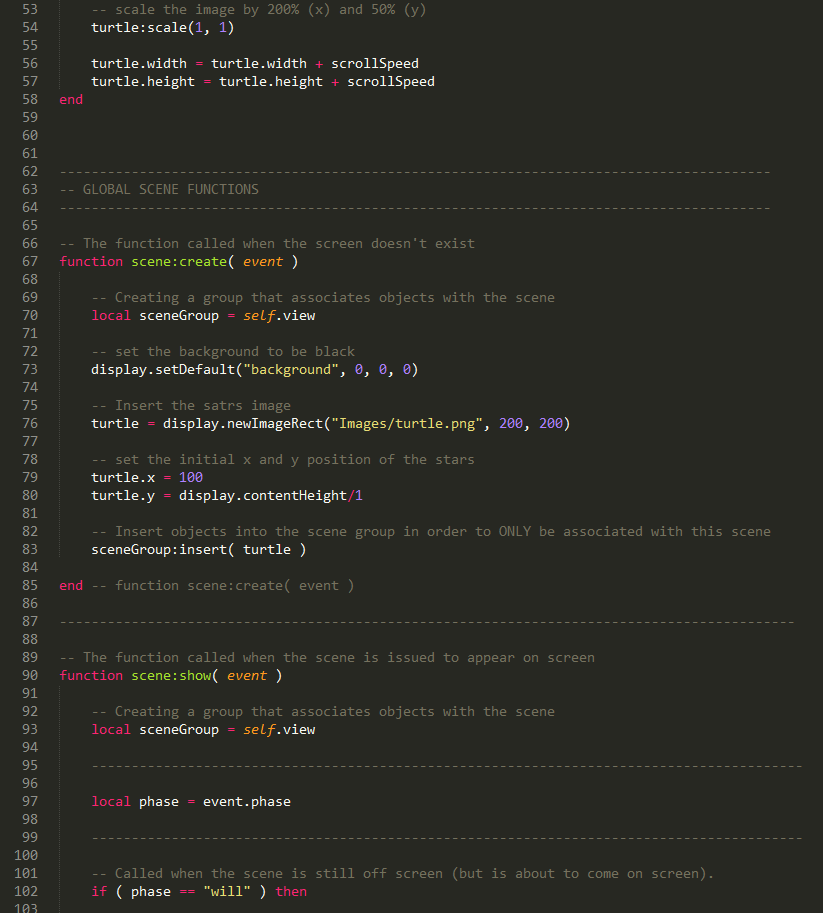 53 -- scale the image by 200% (x) and 50% (y)
54 turtle:scale(1, 1)
55
56 turtle.width = turtle.width + scrollSpeed
57 turtle.height = turtle.height + scrollSpeed
58 end
59
60
61
62 -----------------------------------------------------------------------------------------
63 -- GLOBAL SCENE FUNCTIONS
64 -----------------------------------------------------------------------------------------
65
66 -- The function called when the screen doesn't exist
67 function scene:create( event )
68
69 -- Creating a group that associates objects with the scene
70 local sceneGroup = self.view
71
72 -- set the background to be black
73 display.setDefault("background", 0, 0, 0)
74
75 -- Insert the satrs image
76 turtle = display.newImageRect("Images/turtle.png", 200, 200)
77
78 -- set the initial x and y position of the stars
79 turtle.x = 100
80 turtle.y = display.contentHeight/1
81
82 -- Insert objects into the scene group in order to ONLY be associated with this scene
83 sceneGroup:insert( turtle )
84
85 end -- function scene:create( event )
86
87 --------------------------------------------------------------------------------------------
88
89 -- The function called when the scene is issued to appear on screen
90 function scene:show( event )
91
92 -- Creating a group that associates objects with the scene
93 local sceneGroup = self.view
94
95 -----------------------------------------------------------------------------------------
96
97 local phase = event.phase
98
99 -----------------------------------------------------------------------------------------
100
101 -- Called when the scene is still off screen (but is about to come on screen).
102 if ( phase == "will" ) then
103